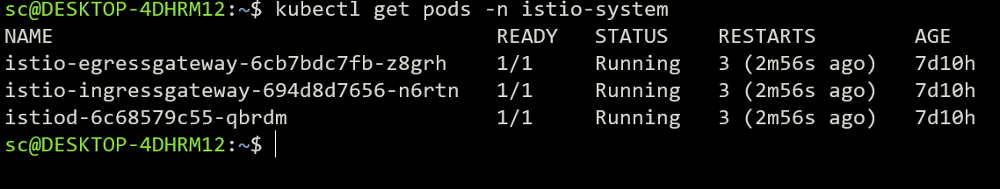 sc@DESKTOP-4DHRM12:~$ kubectl get pods -n istio-system
NAME READY STATUS RESTARTS AGE
istio-egressgateway-6cb7bdc7fb-z8grh 1/1 Running 3 (2m56s ago) 7d10h
istio-ingressgateway-694d8d7656-n6rtn 1/1 Running 3 (2m56s ago) 7d10h
istiod-6c68579c55-qbrdm 1/1 Running 3 (2m56s ago) 7d10h
sc@DESKTOP-4DHRM12:~$